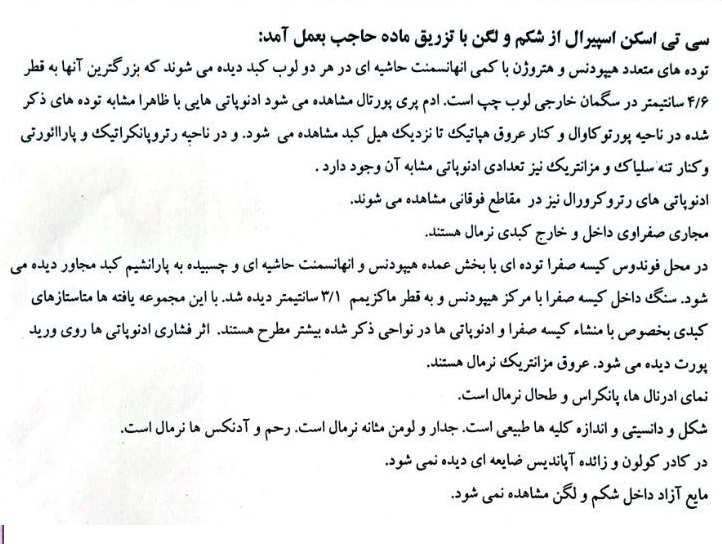 سی تی اسکن اسپیرال از شکم و لگن با تزریق ماده حاجب بعمل آمد:
توده های متعدد هیپودنس و هتروژن با کمی انهانسمنت حاشیه ای در هر دو لوب کبد دیده می شوند که بزرگترین آنها به قطر
۴/۶ سانتیمتر در سگمان خارجی لوب چپ است. ادم پری پورتال مشاهده می شود ادنوپاتی هایی با ظاهرا مشابه توده های ذکر
شده در ناحیه پورتوکاوال و کنار عروق هپاتیک تا نزدیک هیل کبد مشاهده می شود. و در ناحیه رتروپانکراتیک و پارااٿورتی
وکنار تنه سلیاک و مزانتریک نیز تعدادی ادنوپاتی مشابه آن وجود دارد .
ادنوپاتی های رتروکرورال نیز در مقاطع فوقانی مشاهده می شوند.
مجاری صفراوی داخل و خارج کبدی نرمال هستند.
در محل فوندوس کیسه صفرا توده ای با بخش عمده هیپودنس و انهانسمنت حاشیه ای و چسبیده به پارانشیم کبد مجاور دیده می
شود. سنگ داخل کیسه صفرا با مرکز هیپودنس و به قطر ماکزیمم ۳/۱ سانتیمتر دیده شد. با این مجموعه یافته ها متاستازهای
کبدی بخصوص با منشاء کیسه صفرا و ادنوپاتی ها در نواحی ذکر شده بیشتر مطرح هستند. اثر فشاری ادنوپاتی ها روی ورید
پورت دیده می شود. عروق مزانتریک نرمال هستند.
نمای ادرنال ها، پانکراس و طحال نرمال است.
شکل و دانسیتی و اندازه کلیه ها طبیعی است. جدار و لومن مثانه نرمال است. رحم و آدنکس ها نرمال است.
در کادر کولون و زائده آپاندیس ضایعه ای دیده نمی شود.
مایع آزاد داخل شکم و لگن مشاهده نمی شود.